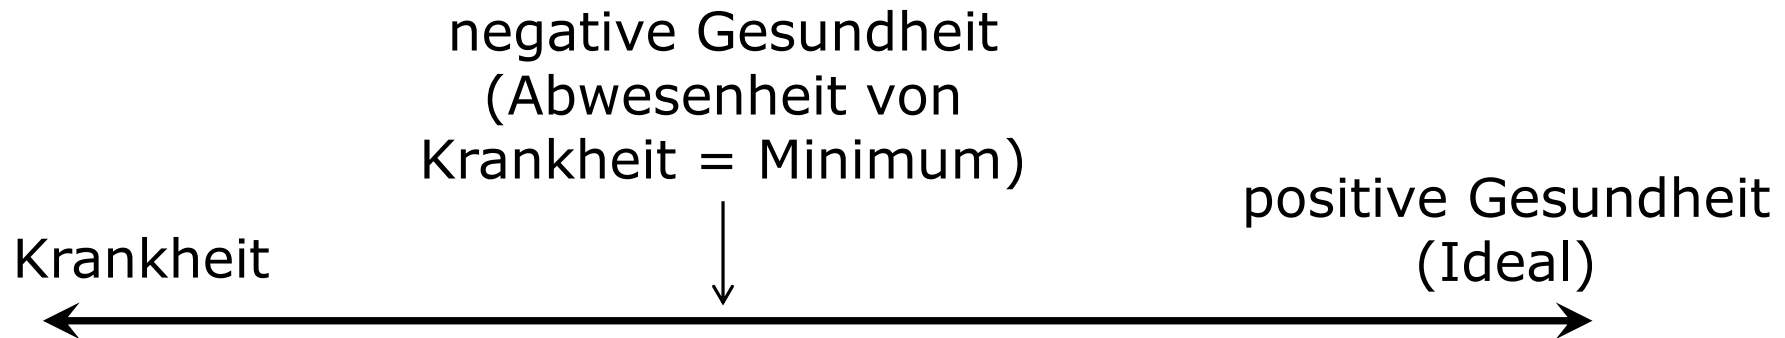 negative Gesundheit
(Abwesenheit von
Krankheit = Minimum)
positive Gesundheit
(Ideal)
Krankheit